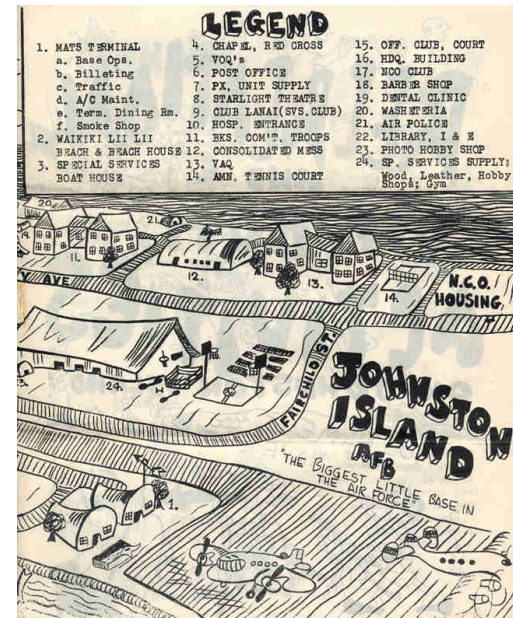 LEGEND
1. MATS TERMINAL
a. Base Ops.
b. Billeting
c. Traffic
d. A/C Maint.
e. Term. Dining Rm.
f. Smoke Shop
2. WAIKIKI LII LII
BEACH & BEACH HOUSE
3. SPECIAL SERVICES
BOAT HOUSE
4. CHAPEL, RED CROSS
5. VOQ's
6. POST OFFICE
7. PX, UNIT SUPPLY
8. STARLIGHT THEATRE
9. CLUB LANAI(SVS.CLUB)
10. HOSP. ENTRANCE
11. BKS. COM'T. TROOPS
12. CONSOLIDATED MESS
13. VAQ
14. AMN. TENNIS COURT
15. OFF. CLUB, COURT
16. HDQ. BUILDING
17. NCO CLUB
18. BARBER SHOP
19. DENTAL CLINIC
20. WASHETERIA
21. AIR POLICE
22. LIBRARY, I & E
23. PHOTO HOBBY SHOP
24. SP. SERVICES SUPPLY:
Wood, Leather, Hobby
Shops; Gym
20.
21.
11.
12.
13.
14.
N.C.O.
HOUSING
Y AVE
24.
FAIRCHILD ST.
JOHNSTON
ISLAND
AFB
"THE BIGGEST LITTLE BASE IN
THE AIR FORCE"
1.